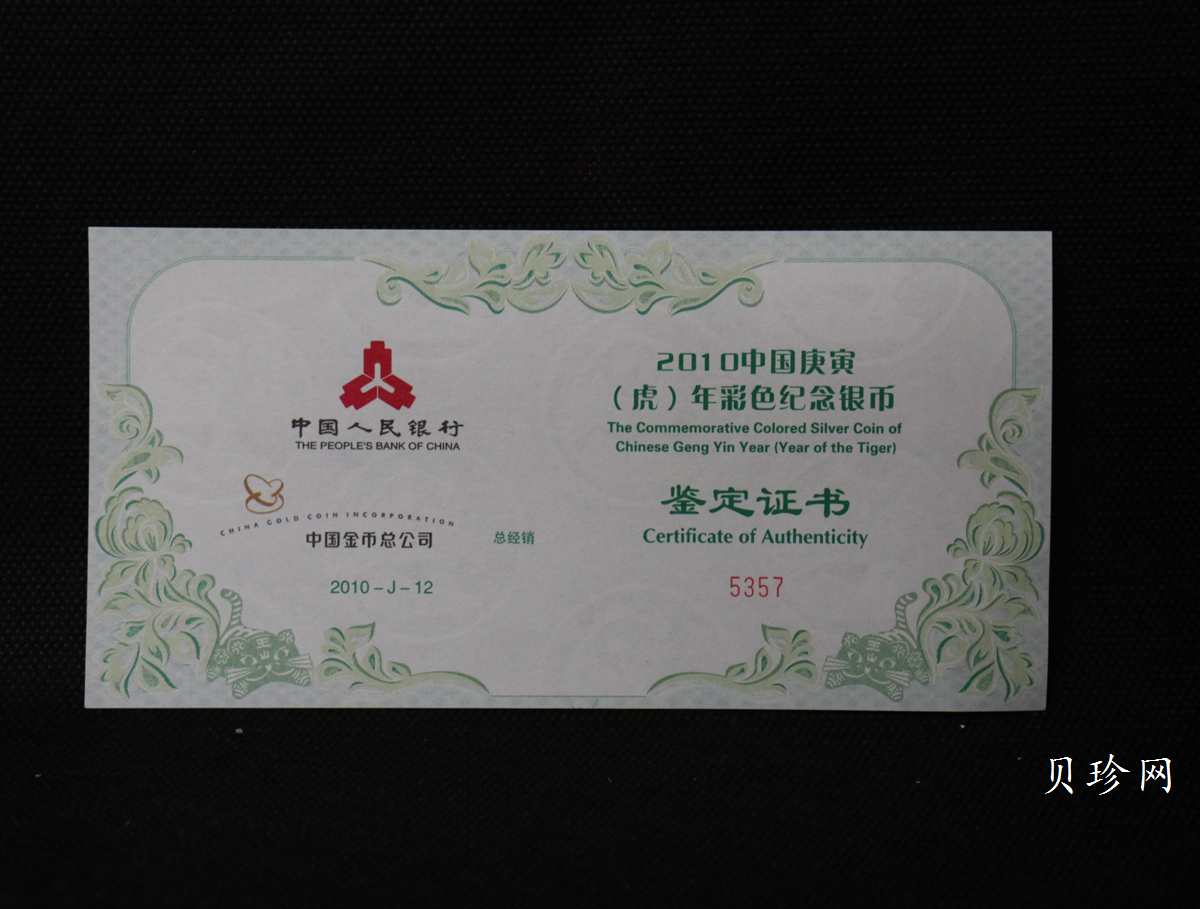 中国人民银行
THE PEOPLE'S BANK OF CHINA
CHINA GOLD COIN INCORPORATION
中国金币总公司
总经销
2010-J-12
2010中国庚寅
（虎）年彩色纪念银币
The Commemorative Colored Silver Coin of
Chinese Geng Yin Year (Year of the Tiger)
鉴定证书
Certificate of Authenticity
5357
王
王
贝珍网